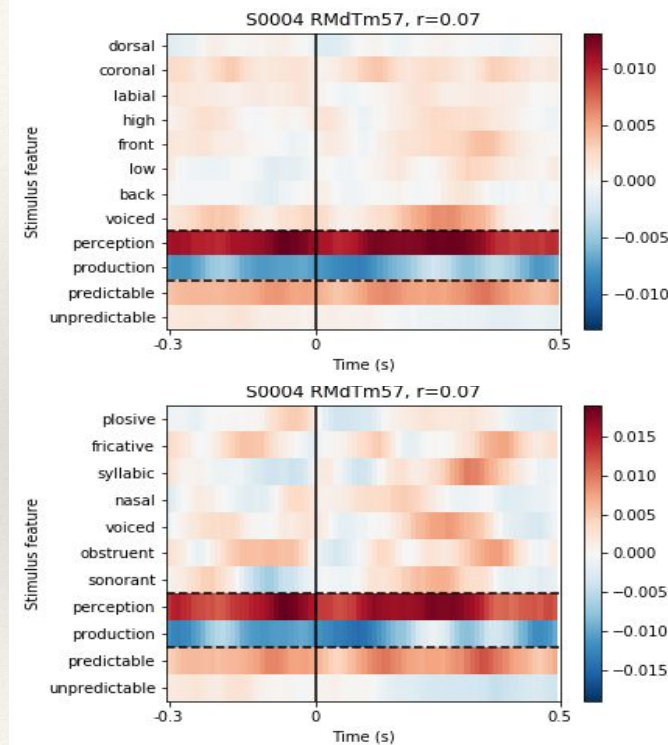 S0004 RMdTm57, r=0.07
Stimulus feature
dorsal
coronal
labial
high
front
low
back
voiced
perception
production
predictable
unpredictable
-0.3
0
0.5
Time (s)
0.010
0.005
0.000
−0.005
−0.010
S0004 RMdTm57, r=0.07
Stimulus feature
plosive
fricative
syllabic
nasal
voiced
obstruent
sonorant
perception
production
predictable
unpredictable
-0.3
0
0.5
Time (s)
0.015
0.010
0.005
0.000
−0.005
−0.010
−0.015